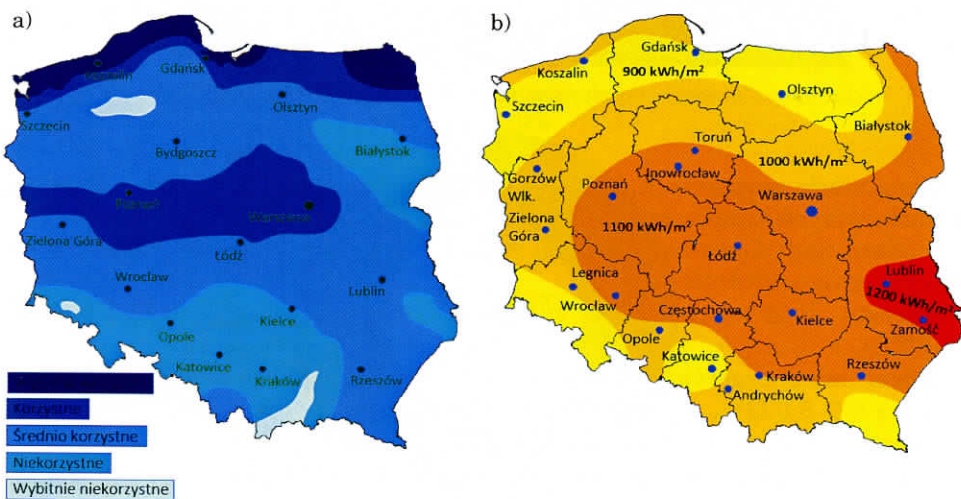 a)
Koszalin
Gdańsk
Olsztyn
Szczecin
Bydgoszcz
Białystok
Poznań
Warszawa
Zielona Góra
Łódź
Wrocław
Lublin
Kielce
Opole
Katowice
Kraków
Rzeszów
Korzystne
Średnio korzystne
Niekorzystne
Wybitnie niekorzystne
b)
Gdańsk
Koszalin
900 kWh/m²
Olsztyn
Szczecin
Białystok
Toruń
1000 kWh/m²
Gorzów
Wlk.
Inowrocław
Poznań
Warszawa
Zielona
Góra
1100 kWh/m²
Łódź
Lublin
Legnica
1200 kWh/m²
Wrocław
Częstochowa
Kielce
Zamość
Opole
Katowice
Rzeszów
Kraków
Andrychów